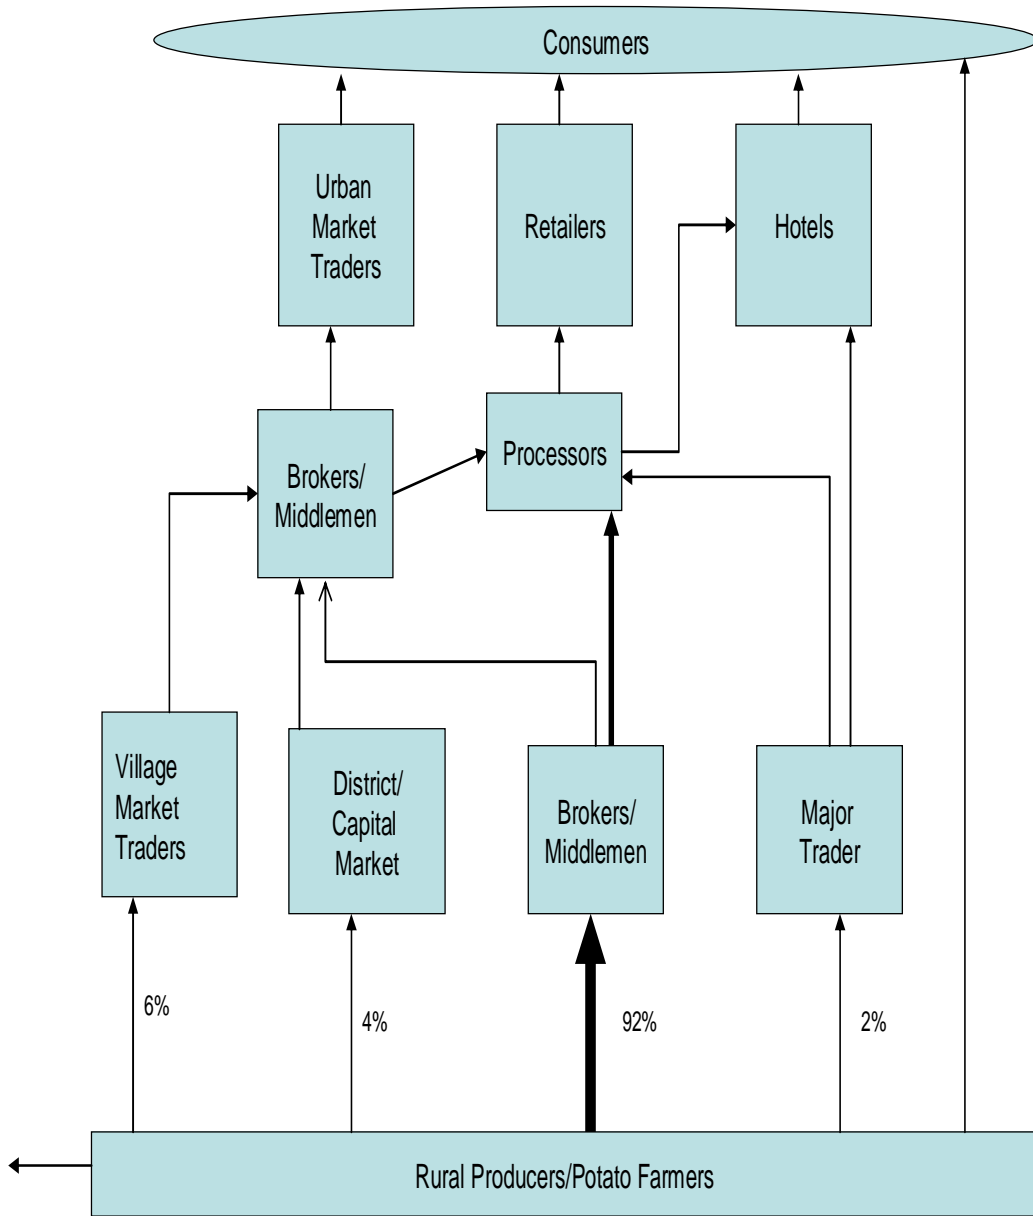 Consumers
Urban
Market
Traders
Retailers
Hotels
Brokers/
Middlemen
Processors
Village
Market
Traders
District/
Capital
Market
Brokers/
Middlemen
Major
Trader
6%
4%
92%
2%
Rural Producers/Potato Farmers